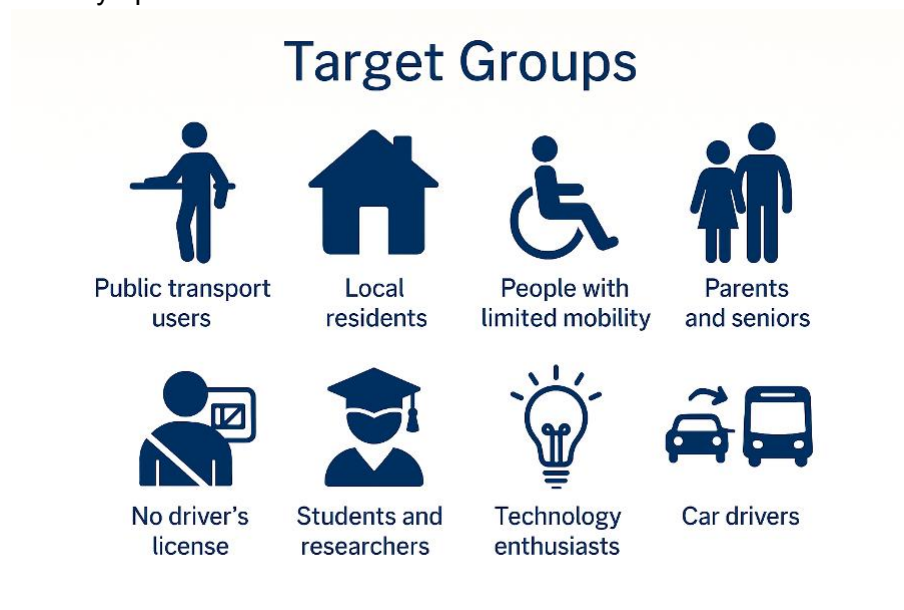 Target Groups
Public transport
users
Local
residents
People with
limited mobility
Parents
and seniors
No driver's
license
Students and
researchers
Technology
enthusiasts
Car drivers